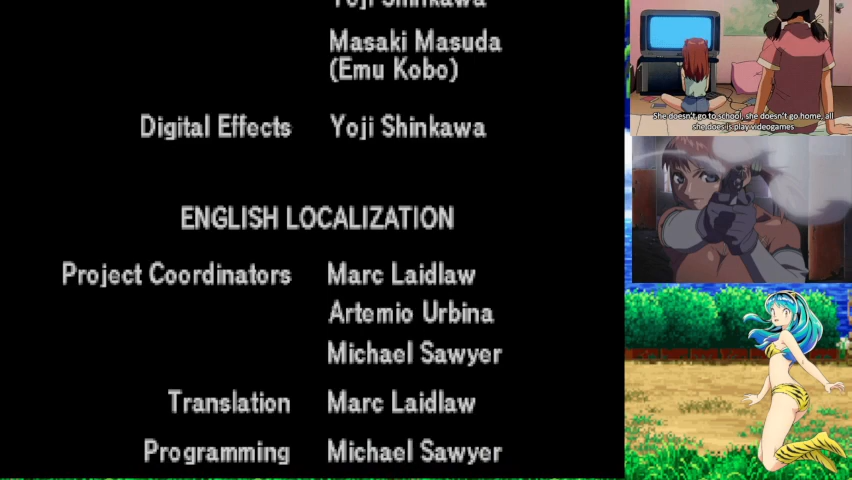 Yoji Shinkawa
Masaki Masuda
(Emu Kobo)
Digital Effects Yoji Shinkawa
ENGLISH LOCALIZATION
Project Coordinators Marc Laidlaw
Artemio Urbina
Michael Sawyer
Translation Marc Laidlaw
Programming Michael Sawyer
She doesn't go to school, she doesn't go home, all
she does is play videogames